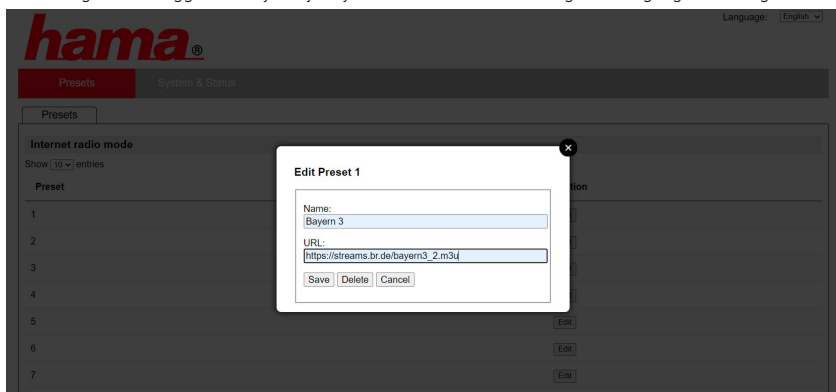 Language: English
hama®
Presets System & Status
Presets
Internet radio mode
Show 10 entries
Preset
1
2
3
4
5 Edit
6 Edit
7 Edit
Edit Preset 1
Name:
Bayern 3
URL:
https://streams.br.de/bayern3_2.m3u
Save Delete Cancel